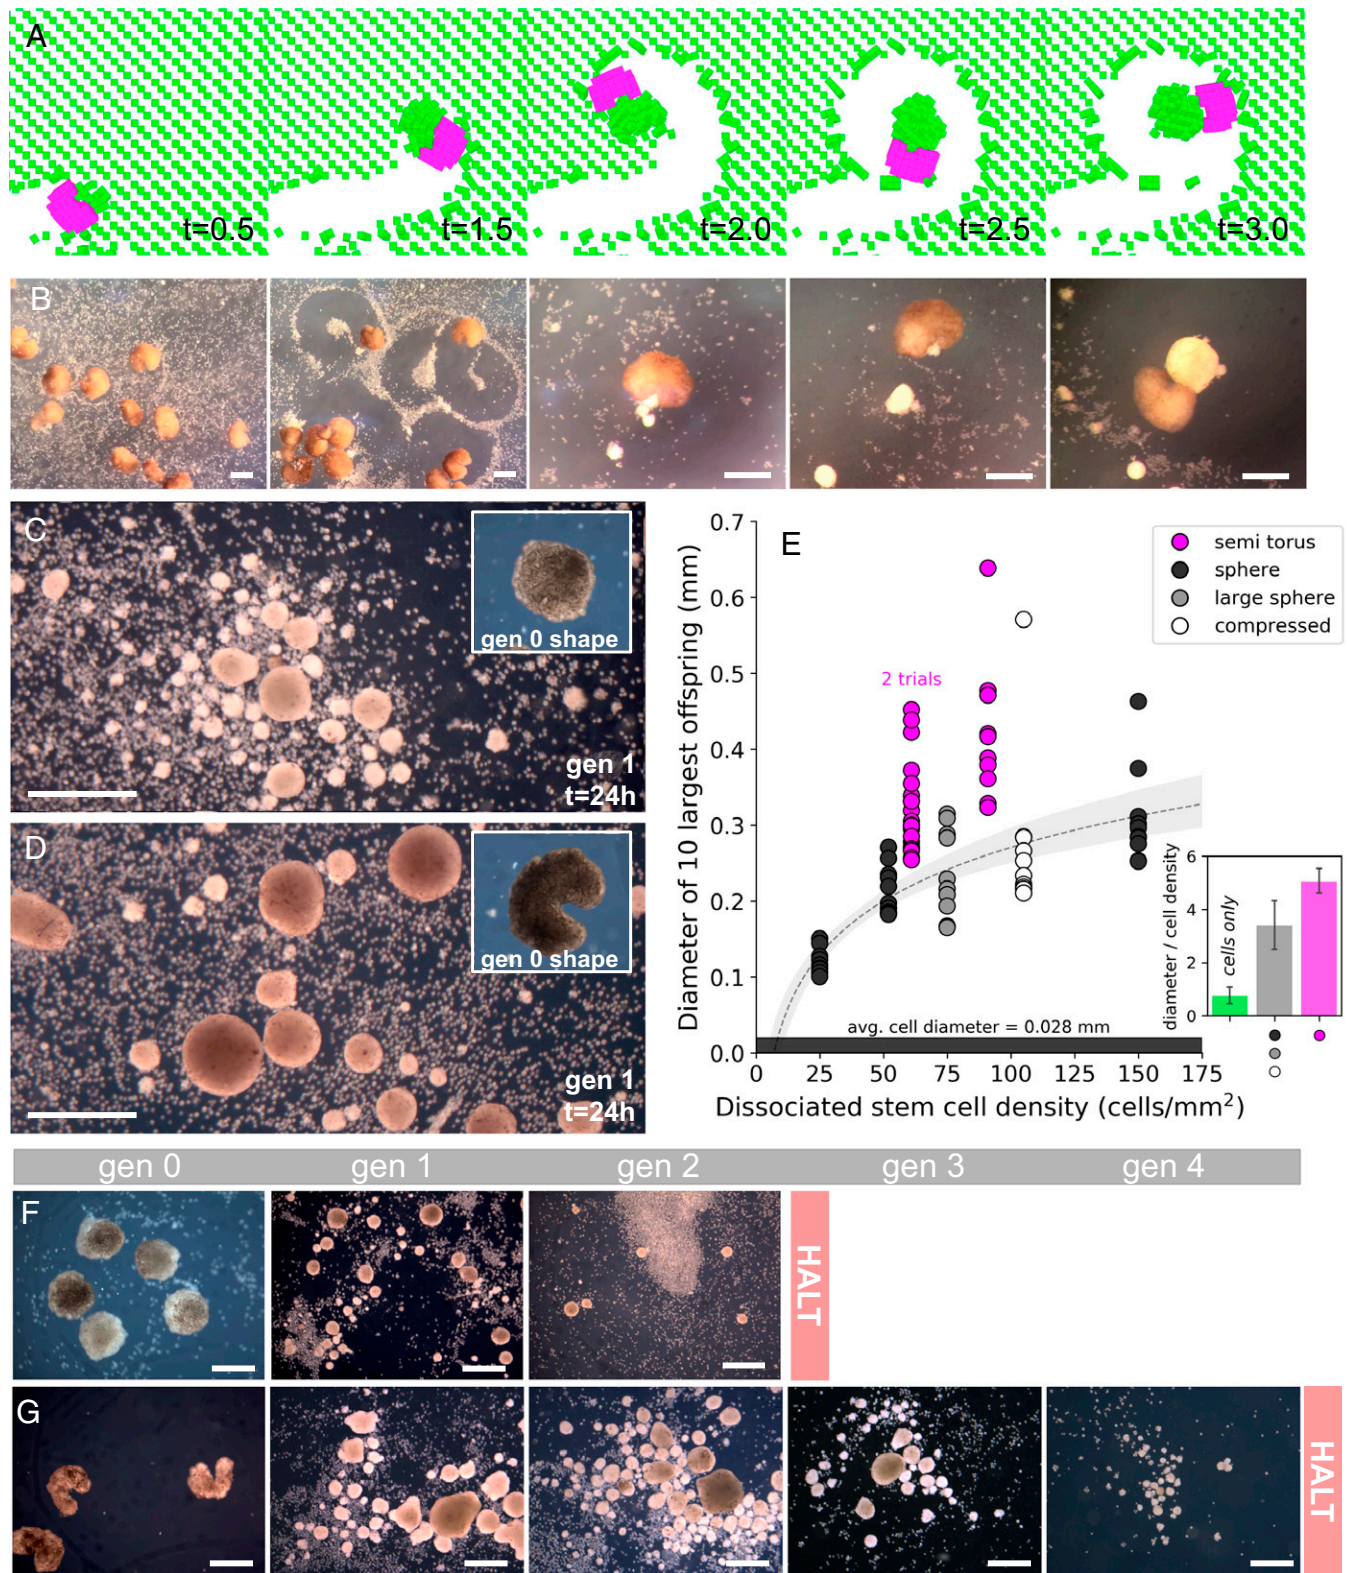 A
t=0.5
t=1.5
t=2.0
t=2.5
t=3.0
B
C
gen 0 shape
gen 1
t=24h
D
gen 0 shape
gen 1
t=24h
E
semi torus
sphere
large sphere
compressed
2 trials
Diameter of 10 largest offspring (mm)
0.7
0.6
0.5
0.4
0.3
0.2
0.1
0.0
avg. cell diameter = 0.028 mm
0 25 50 75 100 125 150 175
Dissociated stem cell density (cells/mm²)
diameter / cell density
6
4
2
0
cells only
gen 0 gen 1 gen 2 gen 3 gen 4
F
HALT
G
HALT